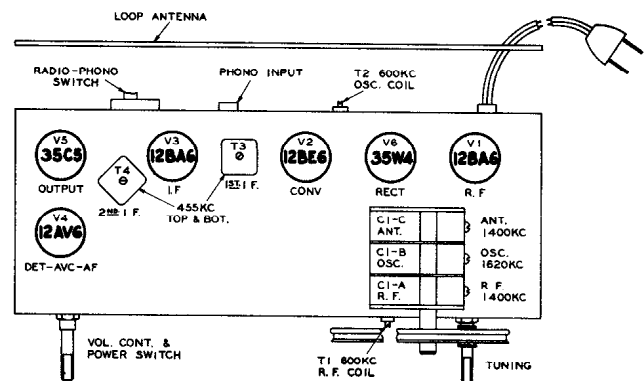 LOOP ANTENNA
RADIO-PHONO
SWITCH
PHONO INPUT
T2 600KC
OSC. COIL
V5
35C5
OUTPUT
T4
2ND I F.
V3
12BA6
I.F
T3
1ST I F.
455KC
TOP & BOT.
V2
12BE6
CONV
V6
35W4
RECT
V1
12BA6
R.F
V4
12AV6
DET-AVC-AF
C1-C
ANT.
ANT.
1400KC
C1-B
OSC.
OSC.
1620KC
C1-A
R.F.
R F.
1400KC
VOL. CONT. &
POWER SWITCH
T1 600KC
R.F. COIL
TUNING